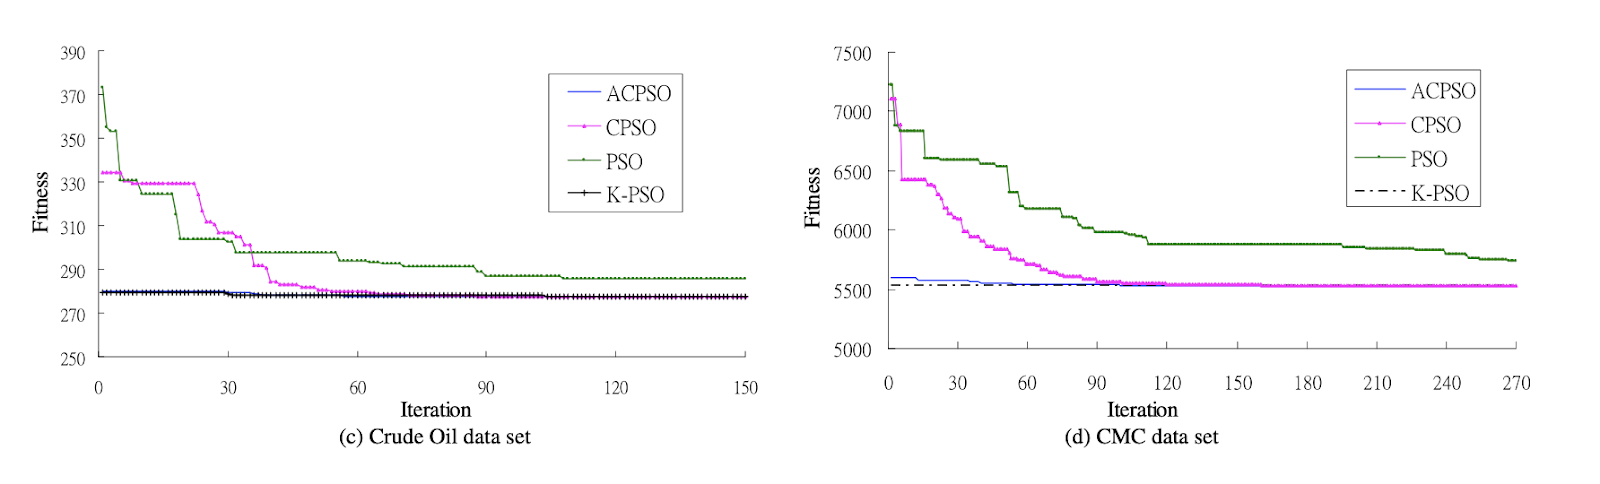 390
370
350
330
310
290
270
250
Fitness
ACPSO
CPSO
PSO
K-PSO
0 30 60 90 120 150
Iteration
(c) Crude Oil data set
7500
7000
6500
6000
5500
5000
Fitness
ACPSO
CPSO
PSO
K-PSO
0 30 60 90 120 150 180 210 240 270
Iteration
(d) CMC data set